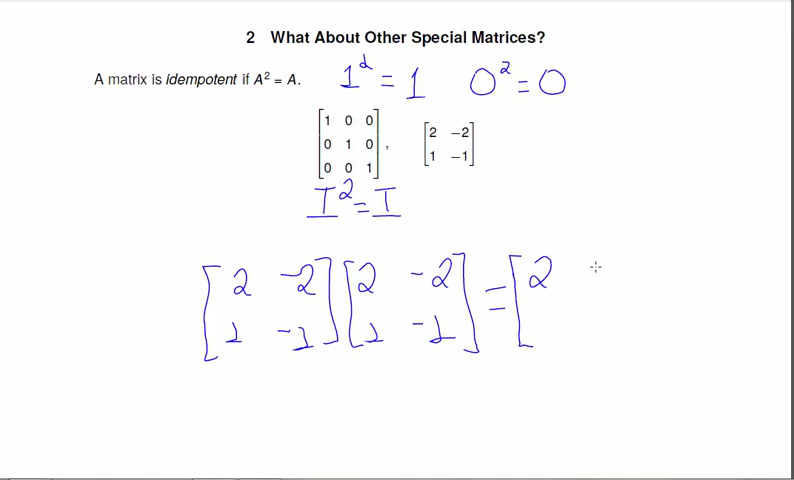 2 What About Other Special Matrices?
A matrix is idempotent if A² = A. 1² = 1 0² = 0
[1 0 0
0 1 0
0 0 1], [2 −2
1 −1]
I² = I
[2 -2
1 -1] [2 -2
1 -1] = [2